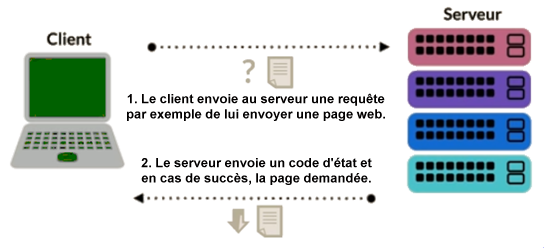 Client
Serveur
1. Le client envoie au serveur une requête
par exemple de lui envoyer une page web.
2. Le serveur envoie un code d'état et
en cas de succès, la page demandée.